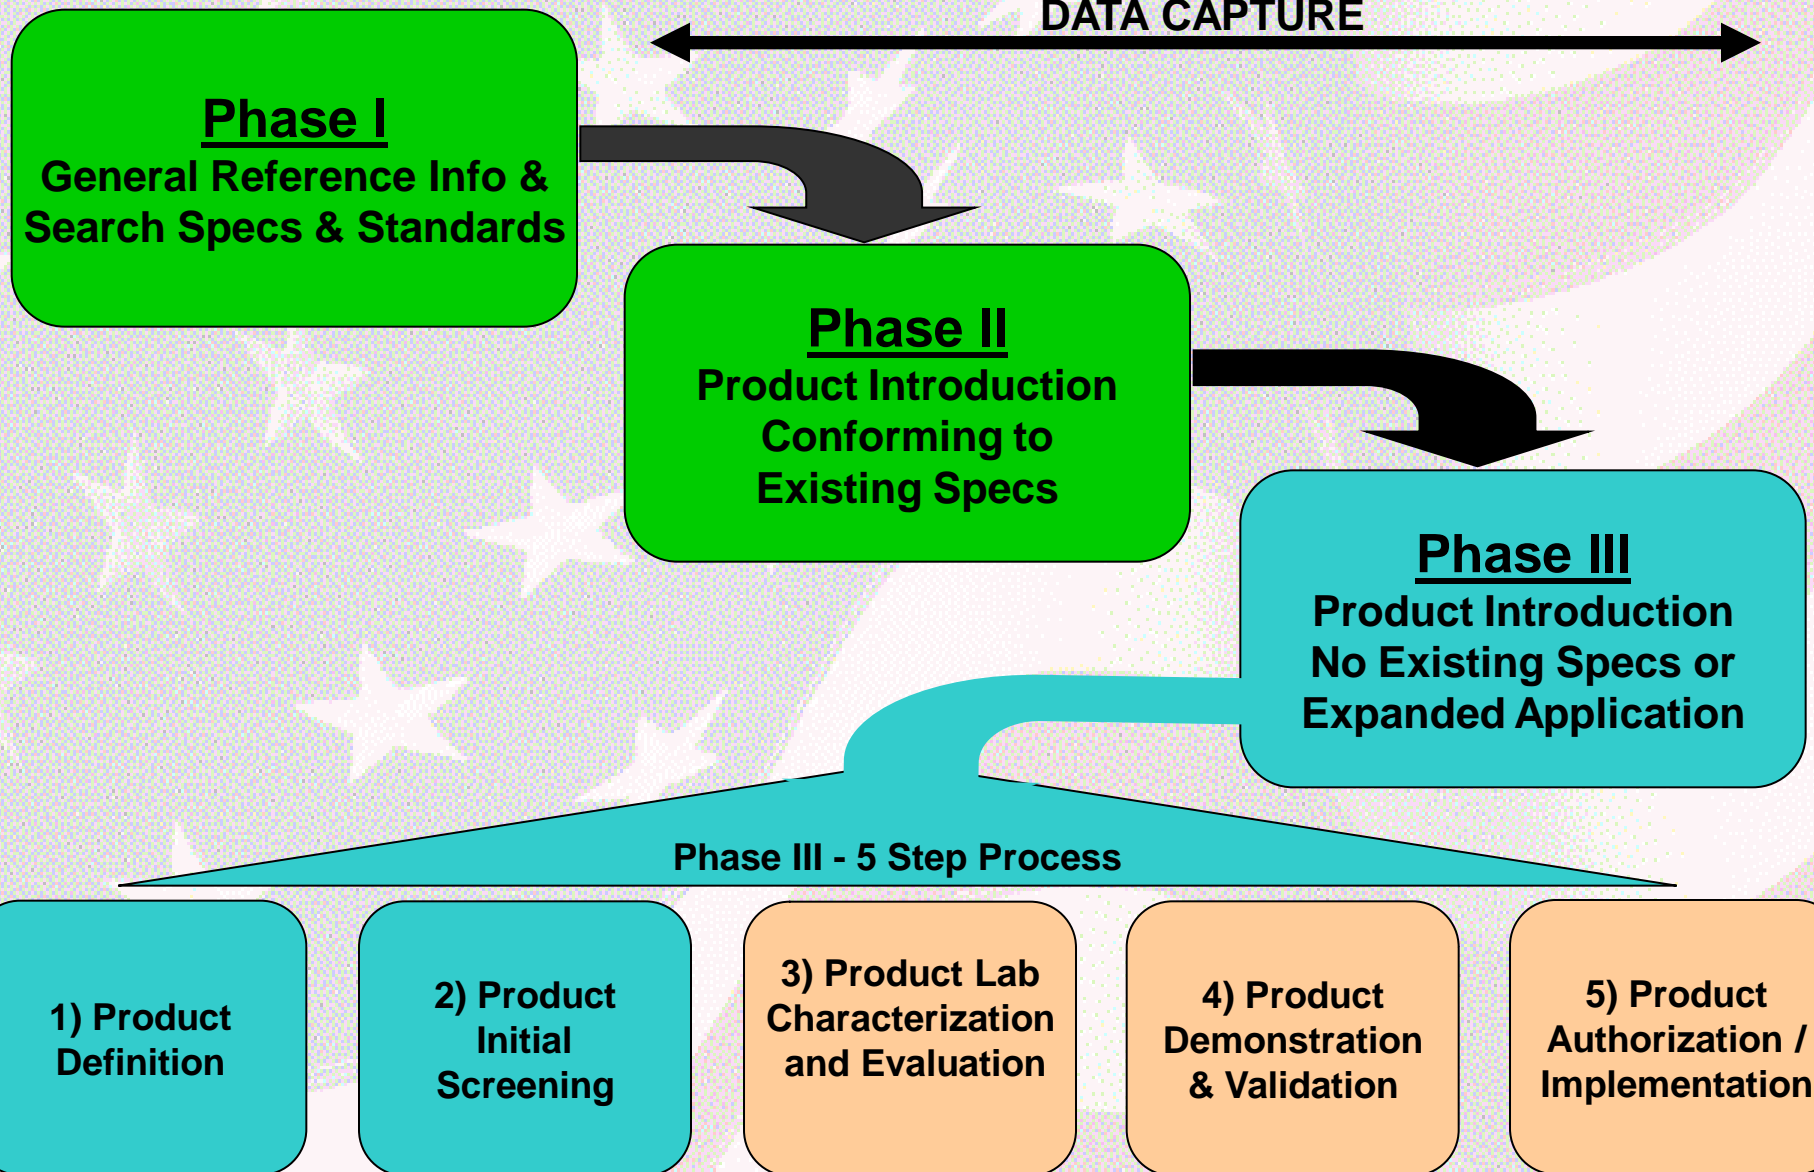 DATA CAPTURE
Phase I
General Reference Info &
Search Specs & Standards
Phase II
Product Introduction
Conforming to
Existing Specs
Phase III
Product Introduction
No Existing Specs or
Expanded Application
Phase III - 5 Step Process
1) Product
Definition
2) Product
Initial
Screening
3) Product Lab
Characterization
and Evaluation
4) Product
Demonstration
& Validation
5) Product
Authorization /
Implementation